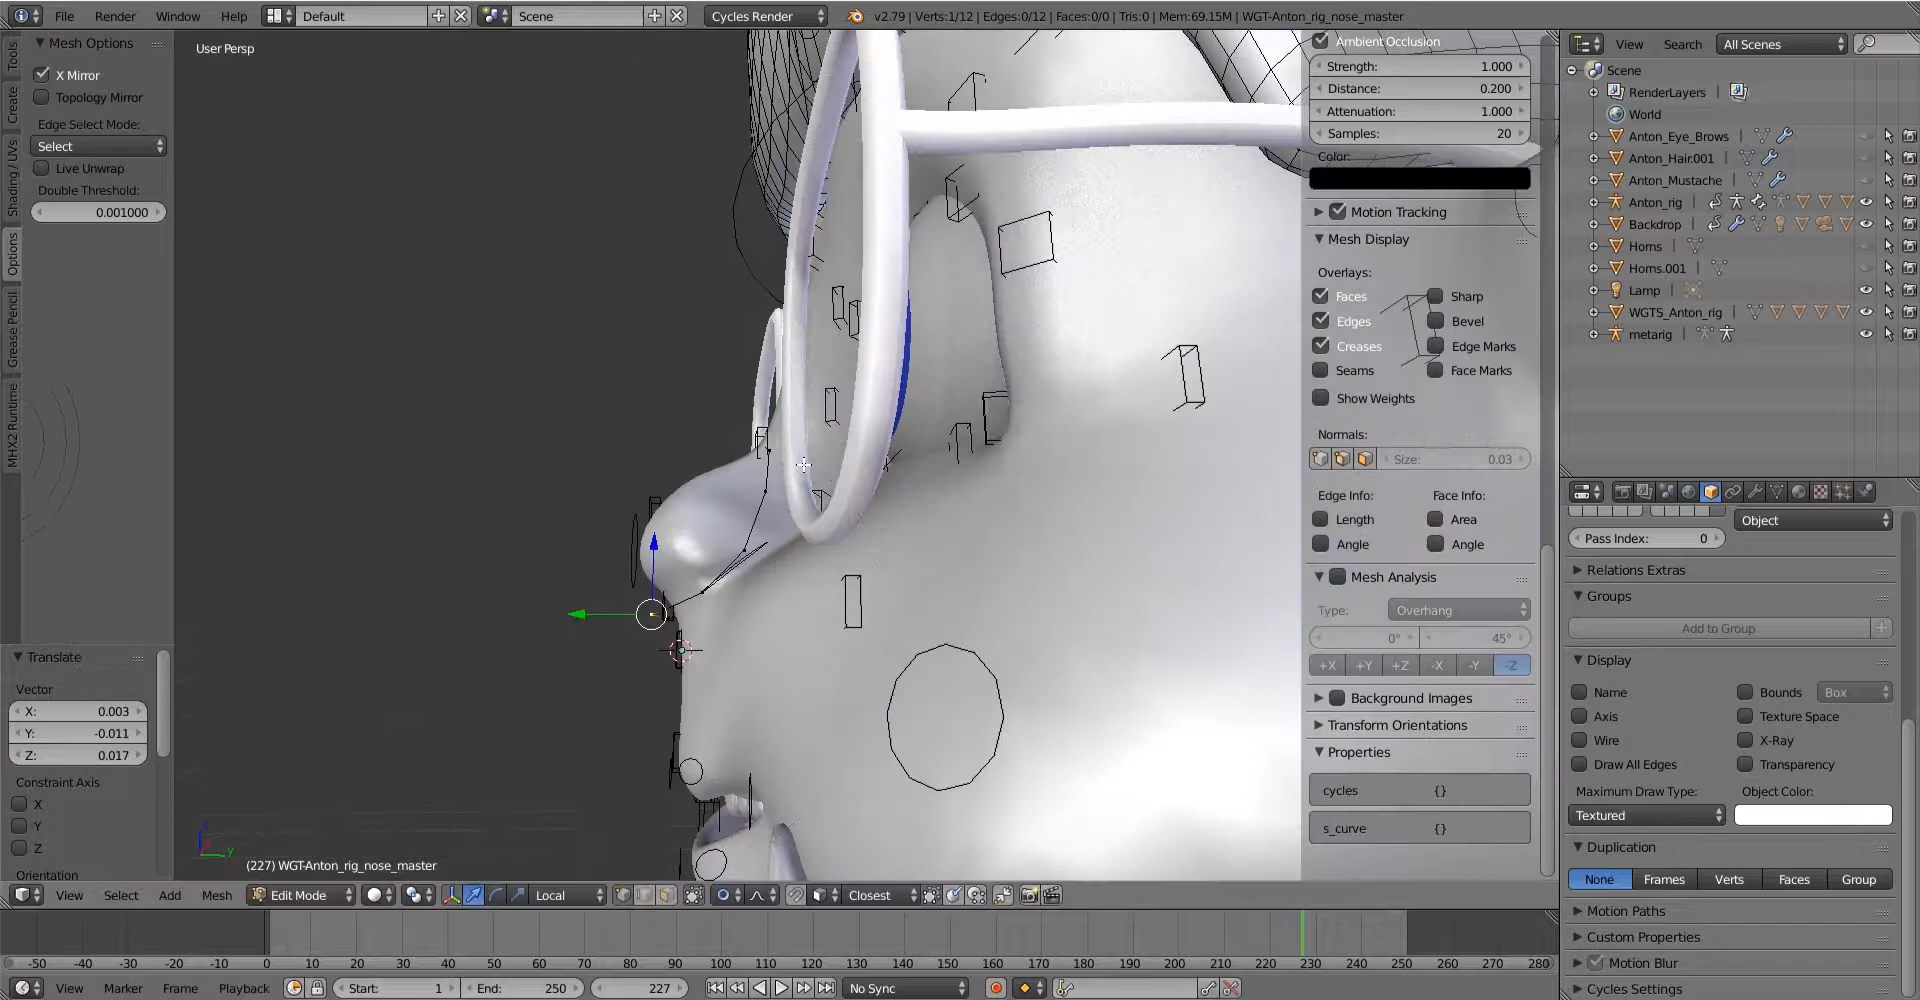 File Render Window Help Default Scene Cycles Render v2.79 | Verts:1/12 | Edges:0/12 | Faces:0/0 | Tris:0 | Mem:69.15M | WGT-Anton_rig_nose_master
Mesh Options
X Mirror
Topology Mirror
Edge Select Mode:
Select
Live Unwrap
Double Threshold:
0.001000
Tools
Create
Shading / UVs
Options
Grease Pencil
MHX2 Runtime
Translate
Vector
X: 0.003
Y: -0.011
Z: 0.017
Constraint Axis
X
Y
Z
Orientation
User Persp
(227) WGT-Anton_rig_nose_master
Ambient Occlusion
Strength: 1.000
Distance: 0.200
Attenuation: 1.000
Samples: 20
Color:
Motion Tracking
Mesh Display
Overlays:
Faces Sharp
Edges Bevel
Creases Edge Marks
Seams Face Marks
Show Weights
Normals:
Size: 0.03
Edge Info: Face Info:
Length Area
Angle Angle
Mesh Analysis
Type: Overhang
0° 45°
+X +Y +Z -X -Y -Z
Background Images
Transform Orientations
Properties
cycles {}
s_curve {}
View Search All Scenes
Scene
RenderLayers |
World
Anton_Eye_Brows |
Anton_Hair.001 |
Anton_Mustache |
Anton_rig |
Backdrop |
Horns |
Horns.001 |
Lamp |
WGTS_Anton_rig |
metarig |
Object
Pass Index: 0
Relations Extras
Groups
Add to Group
Display
Name Bounds Box
Axis Texture Space
Wire X-Ray
Draw All Edges Transparency
Maximum Draw Type: Object Color:
Textured
Duplication
None Frames Verts Faces Group
Motion Paths
Custom Properties
Motion Blur
Cycles Settings
View Select Add Mesh Edit Mode Local Closest
-50 -40 -30 -20 -10 0 10 20 30 40 50 60 70 80 90 100 110 120 130 140 150 160 170 180 190 200 210 220 230 240 250 260 270 280
View Marker Frame Playback Start: 1 End: 250 227 No Sync